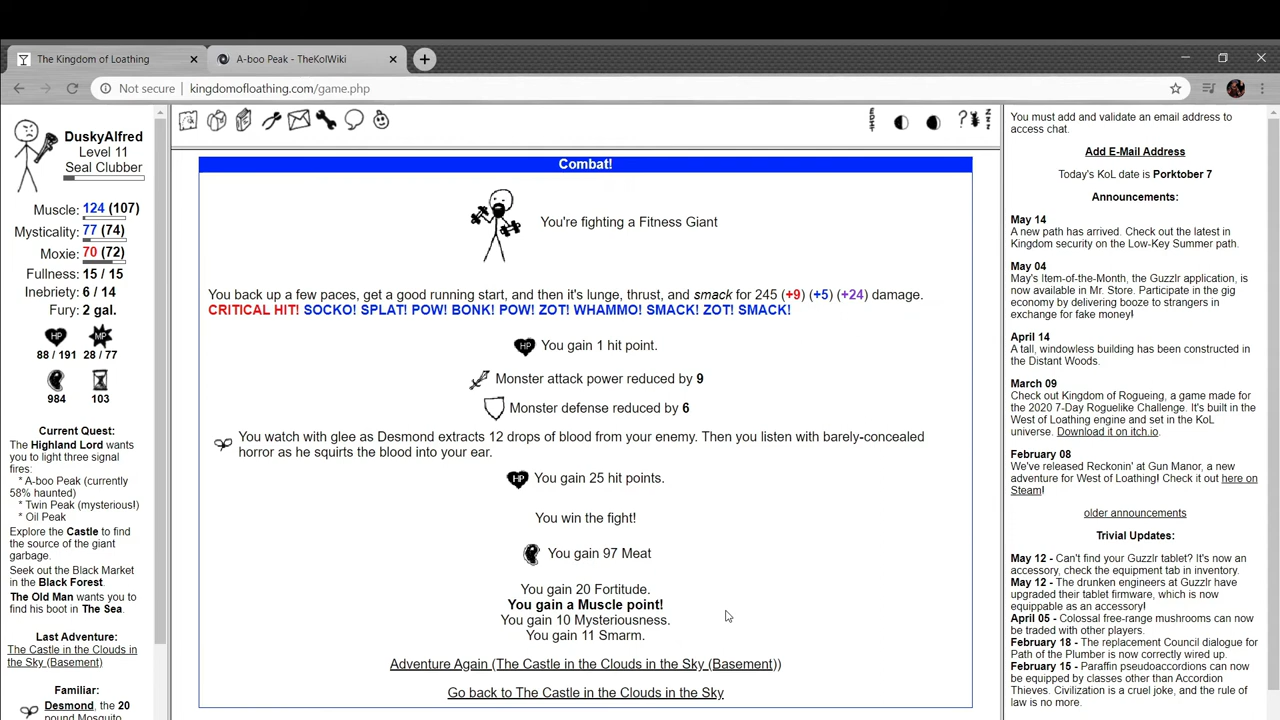 The Kingdom of Loathing
A-boo Peak - TheKolWiki
Not secure | kingdomofloathing.com/game.php
DuskyAlfred
Level 11
Seal Clubber
Muscle: 124 (107)
Mysticality: 77 (74)
Moxie: 70 (72)
Fullness: 15 / 15
Inebriety: 6 / 14
Fury: 2 gal.
HP MP
88 / 191 28 / 77
984 103
Current Quest:
The Highland Lord wants
you to light three signal
fires:
* A-boo Peak (currently
58% haunted)
* Twin Peak (mysterious!)
* Oil Peak
Explore the Castle to find
the source of the giant
garbage.
Seek out the Black Market
in the Black Forest.
The Old Man wants you to
find his boot in The Sea.
Last Adventure:
The Castle in the Clouds in
the Sky (Basement)
Familiar:
Desmond, the 20
pound Mosquito
EDIT
? ZZZ
Combat!
You're fighting a Fitness Giant
You back up a few paces, get a good running start, and then it's lunge, thrust, and smack for 245 (+9) (+5) (+24) damage.
CRITICAL HIT! SOCKO! SPLAT! POW! BONK! POW! ZOT! WHAMMO! SMACK! ZOT! SMACK!
HP You gain 1 hit point.
Monster attack power reduced by 9
Monster defense reduced by 6
You watch with glee as Desmond extracts 12 drops of blood from your enemy. Then you listen with barely-concealed
horror as he squirts the blood into your ear.
HP You gain 25 hit points.
You win the fight!
You gain 97 Meat
You gain 20 Fortitude.
You gain a Muscle point!
You gain 10 Mysteriousness.
You gain 11 Smarm.
Adventure Again (The Castle in the Clouds in the Sky (Basement))
Go back to The Castle in the Clouds in the Sky
You must add and validate an email address to
access chat.
Add E-Mail Address
Today's KoL date is Porktober 7
Announcements:
May 14
A new path has arrived. Check out the latest in
Kingdom security on the Low-Key Summer path.
May 04
May's Item-of-the-Month, the Guzzlr application, is
now available in Mr. Store. Participate in the gig
economy by delivering booze to strangers in
exchange for fake money!
April 14
A tall, windowless building has been constructed in
the Distant Woods.
March 09
Check out Kingdom of Rogueing, a game made for
the 2020 7-Day Roguelike Challenge. It's built in the
West of Loathing engine and set in the KoL
universe. Download it on itch.io.
February 08
We've released Reckonin' at Gun Manor, a new
adventure for West of Loathing! Check it out here on
Steam!
older announcements
Trivial Updates:
May 12 - Can't find your Guzzlr tablet? It's now an
accessory, check the equipment tab in inventory.
May 12 - The drunken engineers at Guzzlr have
upgraded their tablet firmware, which is now
equippable as an accessory!
April 05 - Colossal free-range mushrooms can now
be traded with other players.
February 18 - The replacement Council dialogue for
Path of the Plumber is now correctly wired up.
February 15 - Paraffin pseudoaccordions can now
be equipped by classes other than Accordion
Thieves. Civilization is a cruel joke, and the rule of
law is no more.